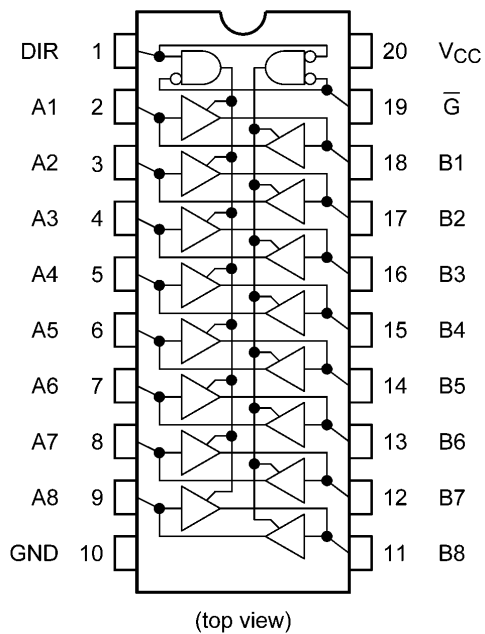 DIR 1 20 VCC
A1 2 19 G̅
A2 3 18 B1
A3 4 17 B2
A4 5 16 B3
A5 6 15 B4
A6 7 14 B5
A7 8 13 B6
A8 9 12 B7
GND 10 11 B8
(top view)